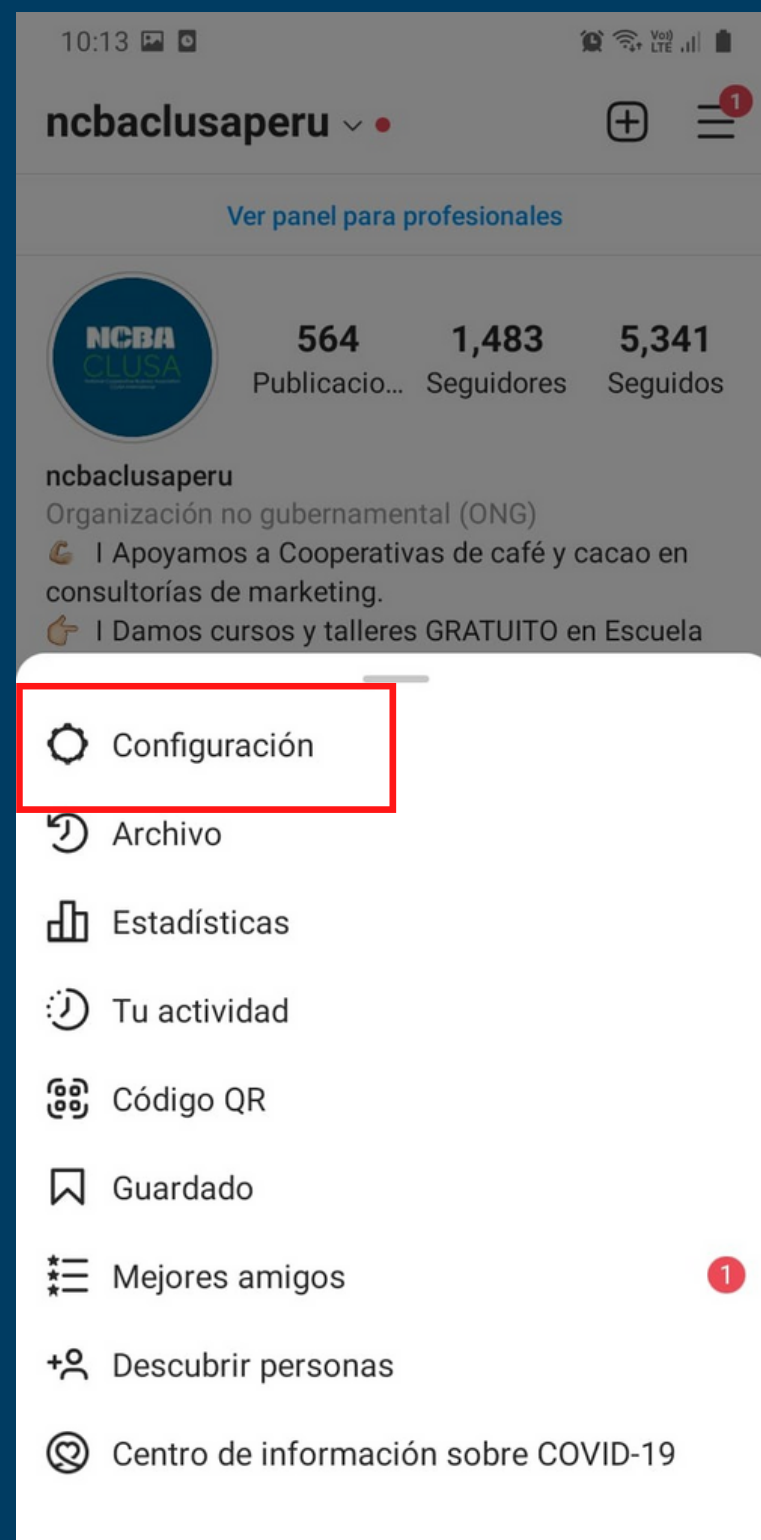 10:13
Vo)) LTE
ncbaclusaperu
1
Ver panel para profesionales
NCBA
CLUSA
564 1,483 5,341
Publicacio... Seguidores Seguidos
ncbaclusaperu
Organización no gubernamental (ONG)
💪 I Apoyamos a Cooperativas de café y cacao en
consultorías de marketing.
👉 I Damos cursos y talleres GRATUITO en Escuela
Configuración
Archivo
Estadísticas
Tu actividad
Código QR
Guardado
Mejores amigos 1
Descubrir personas
Centro de información sobre COVID-19